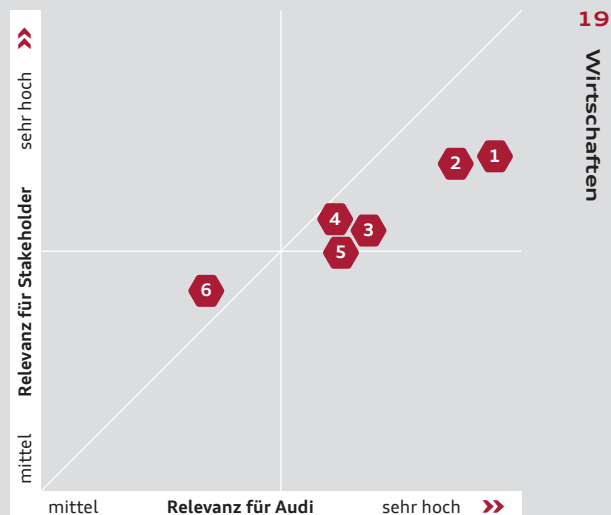 19
Wirtschaften
sehr hoch
Relevanz für Stakeholder
mittel
1
2
4
3
5
6
mittel Relevanz für Audi sehr hoch